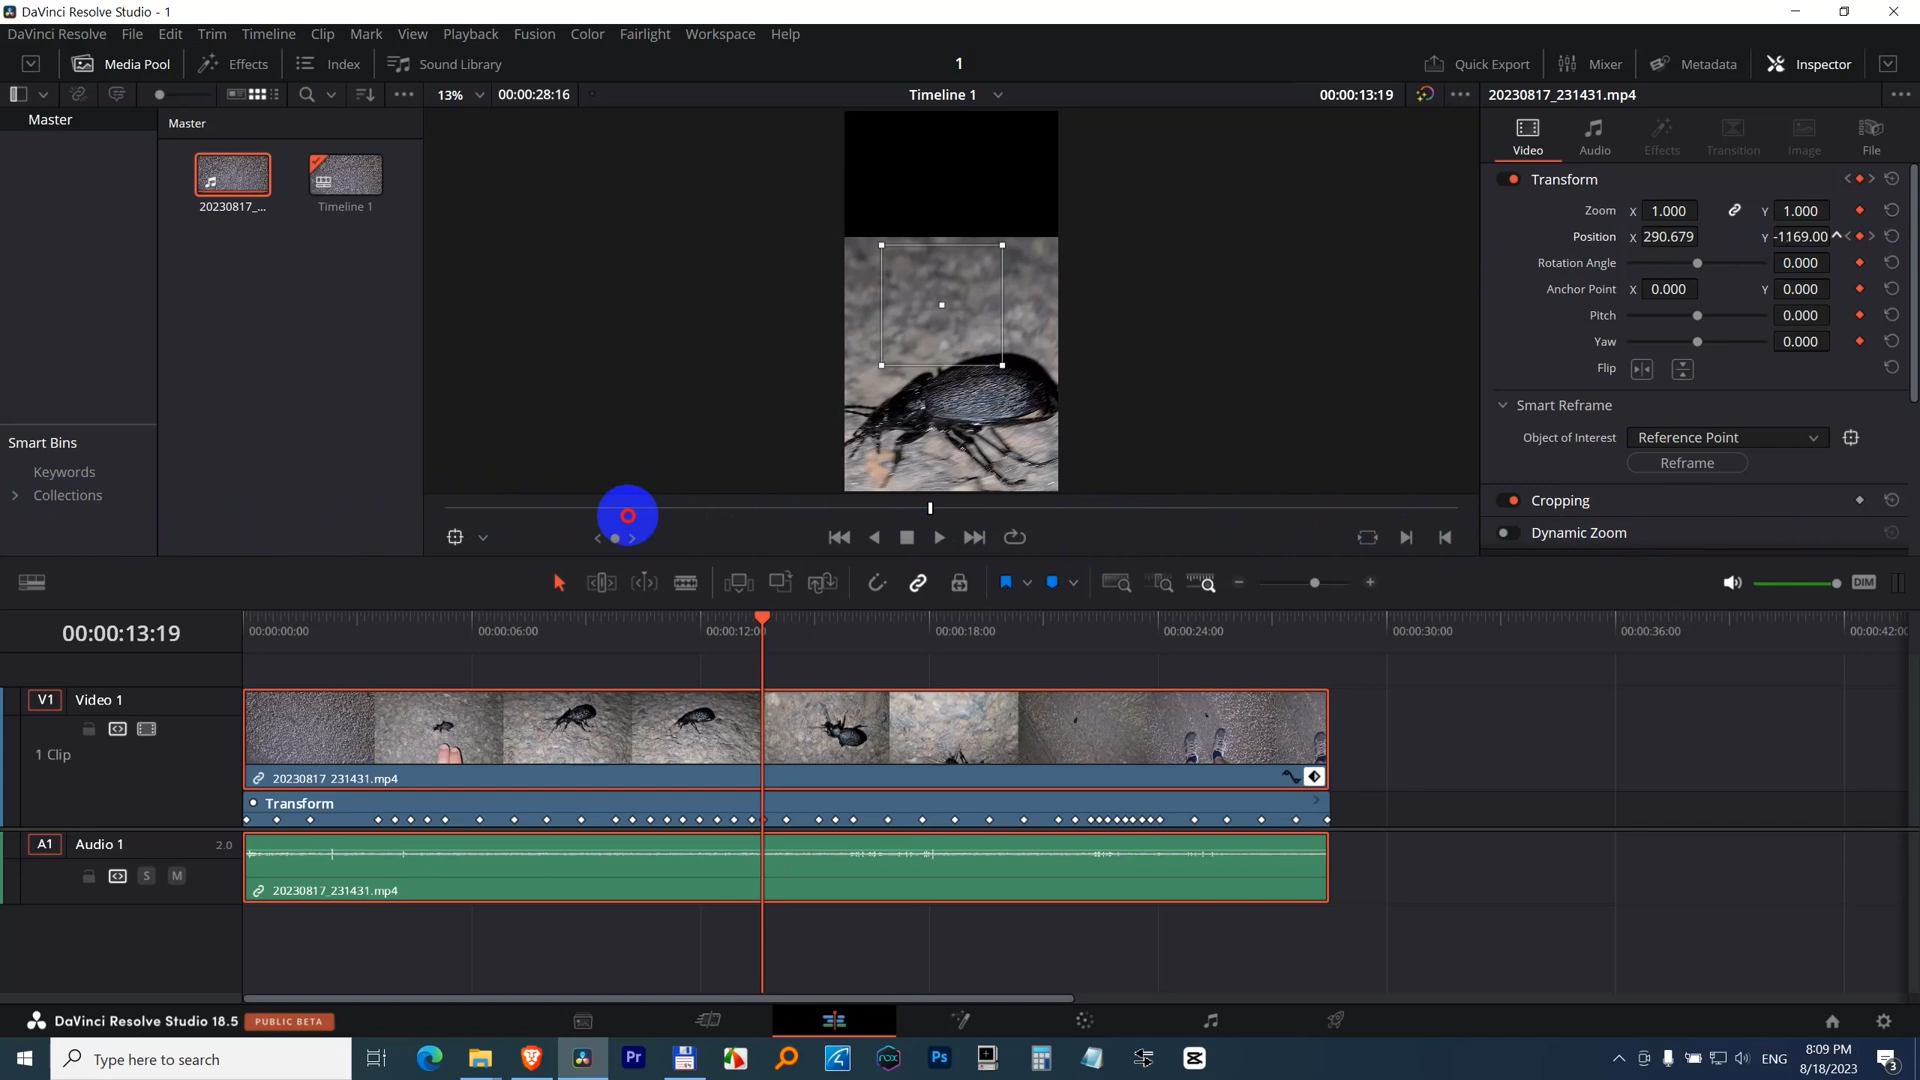 DaVinci Resolve Studio - 1
DaVinci Resolve File Edit Trim Timeline Clip Mark View Playback Fusion Color Fairlight Workspace Help
Media Pool Effects Index Sound Library 1 Quick Export Mixer Metadata Inspector
13% 00:00:28:16 Timeline 1 00:00:13:19 20230817_231431.mp4
Master
Master
20230817_...
Timeline 1
Smart Bins
Keywords
Collections
Video Audio Effects Transition Image File
Transform
Zoom X 1.000 Y 1.000
Position X 290.679 Y -1169.00
Rotation Angle 0.000
Anchor Point X 0.000 Y 0.000
Pitch 0.000
Yaw 0.000
Flip
Smart Reframe
Object of Interest Reference Point
Reframe
Cropping
Dynamic Zoom
DIM
00:00:13:19
00:00:00:00 00:00:06:00 00:00:12:00 00:00:18:00 00:00:24:00 00:00:30:00 00:00:36:00 00:00:42:00
V1 Video 1
1 Clip
20230817_231431.mp4
Transform
A1 Audio 1 2.0
S M
20230817_231431.mp4
DaVinci Resolve Studio 18.5 PUBLIC BETA
Type here to search
Pr
Ps
nox
ENG
8:09 PM
8/18/2023
3